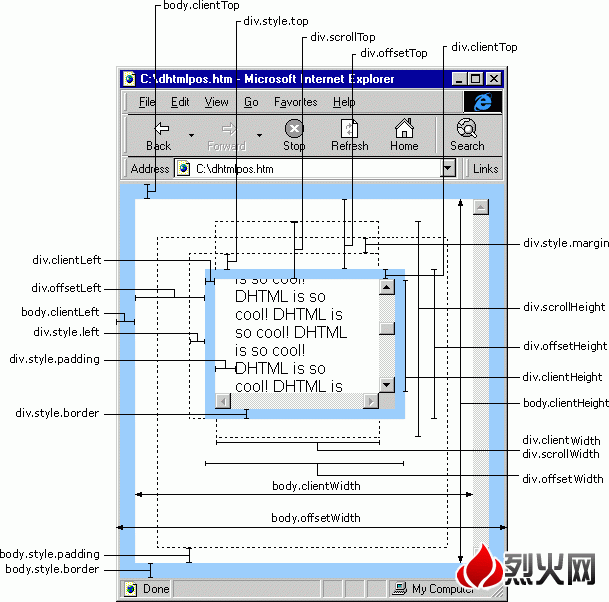 body.clientTop
div.style.top
div.scrollTop
div.offsetTop
div.clientTop
C:\dhtmlpos.htm - Microsoft Internet Explorer
File Edit View Go Favorites Help
Back Forward Stop Refresh Home Search
Address C:\dhtmlpos.htm Links
div.style.margin
div.clientLeft
div.offsetLeft
body.clientLeft
div.style.left
div.style.padding
div.style.border
is so cool!
DHTML is so
cool! DHTML is
so cool! DHTML
is so cool!
DHTML is so
cool! DHTML is
div.scrollHeight
div.offsetHeight
div.clientHeight
body.clientHeight
div.clientWidth
div.scrollWidth
div.offsetWidth
body.clientWidth
body.offsetWidth
body.style.padding
body.style.border
Done My Computer
烈火网